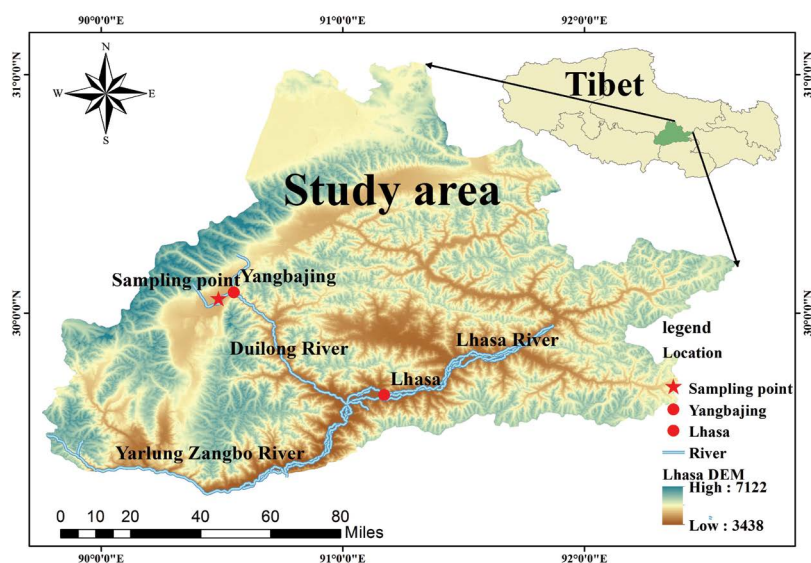 90°0'0"E 91°0'0"E 92°0'0"E
31°0'0"N
30°0'0"N
N
W E
S
Tibet
31°0'0"N
30°0'0"N
Study area
Sampling point
Yangbajing
Duilong River
Lhasa River
Lhasa
Yarlung Zangbo River
legend
Location
Sampling point
Yangbajing
Lhasa
River
Lhasa DEM
High : 7122
Low : 3438
0 10 20 40 60 80
Miles
90°0'0"E 91°0'0"E 92°0'0"E